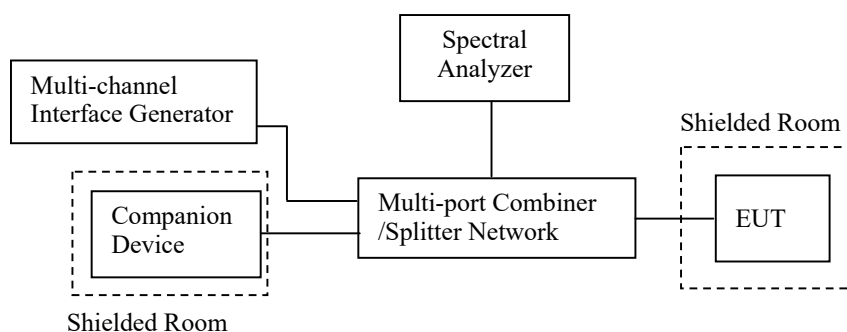 Spectral
Analyzer
Multi-channel
Interface Generator
Shielded Room
Companion
Device
Multi-port Combiner
/Splitter Network
EUT
Shielded Room